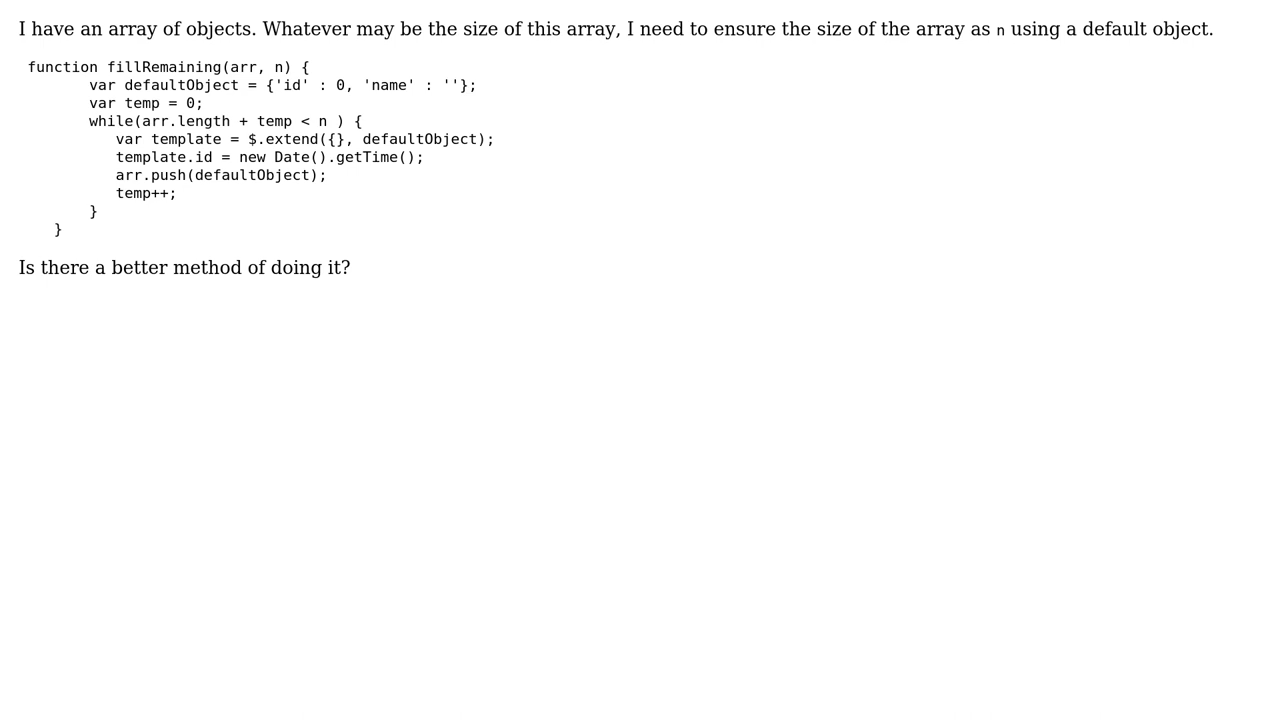 I have an array of objects. Whatever may be the size of this array, I need to ensure the size of the array as n using a default object.
function fillRemaining(arr, n) {
       var defaultObject = {'id' : 0, 'name' : ''};
       var temp = 0;
       while(arr.length + temp < n ) {
          var template = $.extend({}, defaultObject);
          template.id = new Date().getTime();
          arr.push(defaultObject);
          temp++;
       }
   }
Is there a better method of doing it?